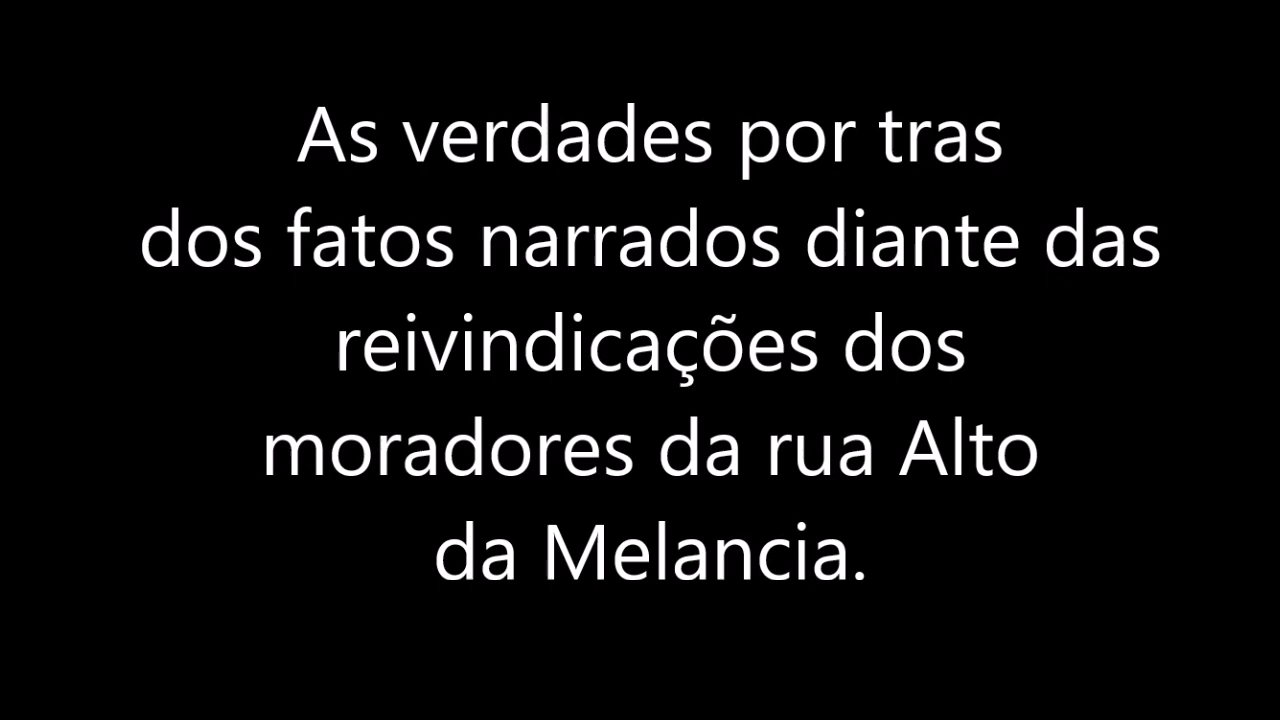 As verdades por tras
dos fatos narrados diante das
reivindicações dos
moradores da rua Alto
da Melancia.